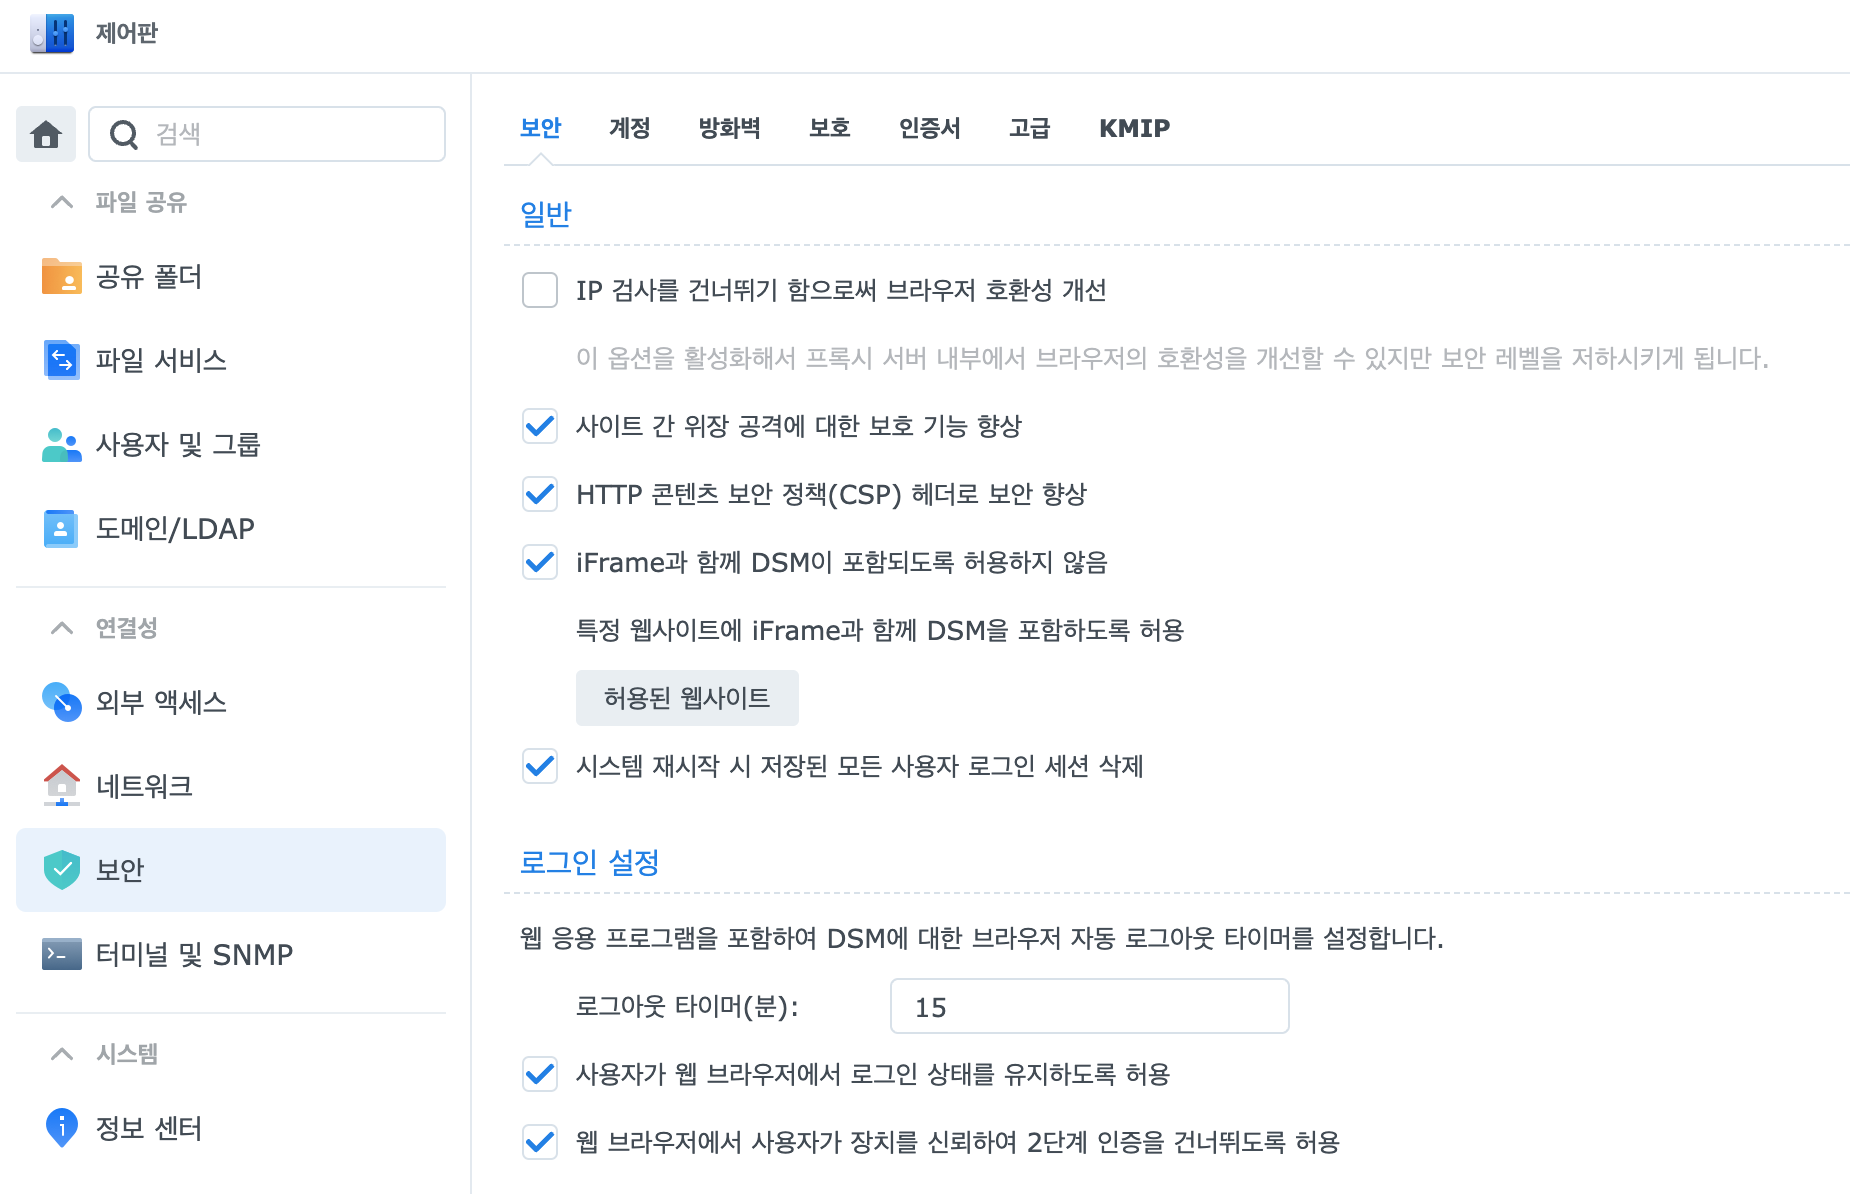 제어판
검색
파일 공유
공유 폴더
파일 서비스
사용자 및 그룹
도메인/LDAP
연결성
외부 액세스
네트워크
보안
터미널 및 SNMP
시스템
정보 센터
보안 계정 방화벽 보호 인증서 고급 KMIP
일반
IP 검사를 건너뛰기 함으로써 브라우저 호환성 개선
이 옵션을 활성화해서 프록시 서버 내부에서 브라우저의 호환성을 개선할 수 있지만 보안 레벨을 저하시키게 됩니다.
사이트 간 위장 공격에 대한 보호 기능 향상
HTTP 콘텐츠 보안 정책(CSP) 헤더로 보안 향상
iFrame과 함께 DSM이 포함되도록 허용하지 않음
특정 웹사이트에 iFrame과 함께 DSM을 포함하도록 허용
허용된 웹사이트
시스템 재시작 시 저장된 모든 사용자 로그인 세션 삭제
로그인 설정
웹 응용 프로그램을 포함하여 DSM에 대한 브라우저 자동 로그아웃 타이머를 설정합니다.
로그아웃 타이머(분): 15
사용자가 웹 브라우저에서 로그인 상태를 유지하도록 허용
웹 브라우저에서 사용자가 장치를 신뢰하여 2단계 인증을 건너뛰도록 허용